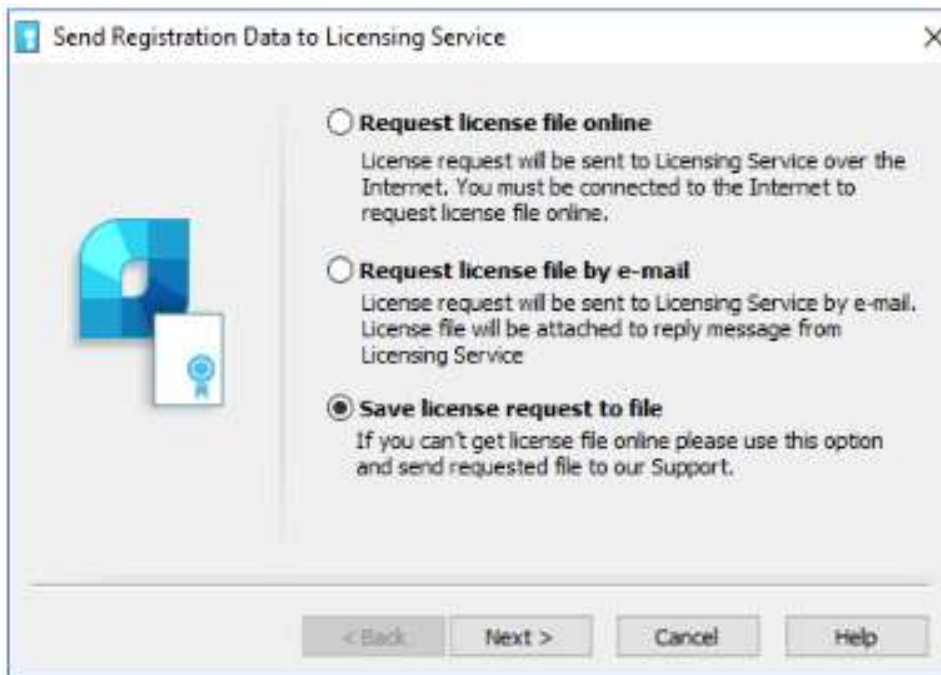 Send Registration Data to Licensing Service
Request license file online
License request will be sent to Licensing Service over the
Internet. You must be connected to the Internet to
request license file online.
Request license file by e-mail
License request will be sent to Licensing Service by e-mail.
License file will be attached to reply message from
Licensing Service
Save license request to file
If you can't get license file online please use this option
and send requested file to our Support.
< Back
Next >
Cancel
Help